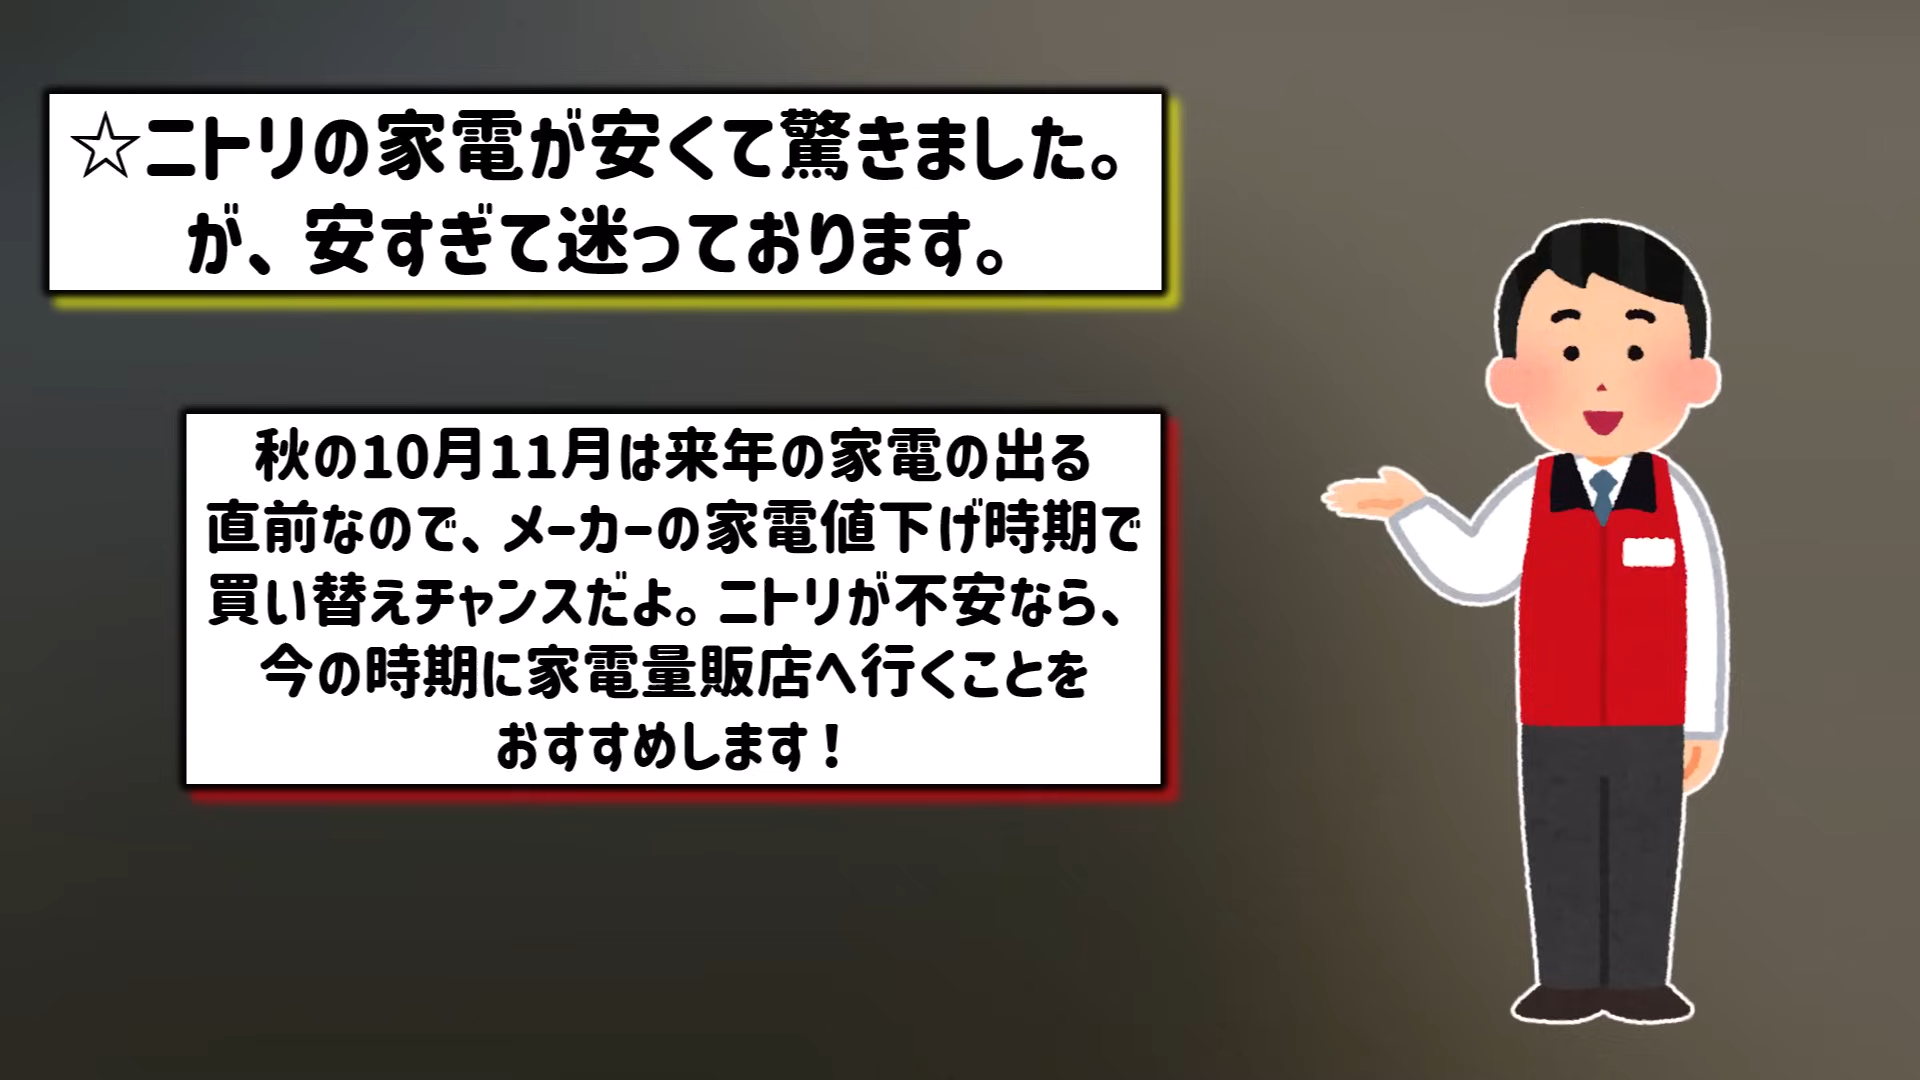 ☆ニトリの家電が安くて驚きました。
が、安すぎて迷っております。
秋の10月11月は来年の家電の出る
直前なので、メーカーの家電値下げ時期で
買い替えチャンスだよ。ニトリが不安なら、
今の時期に家電量販店へ行くことを
おすすめします！